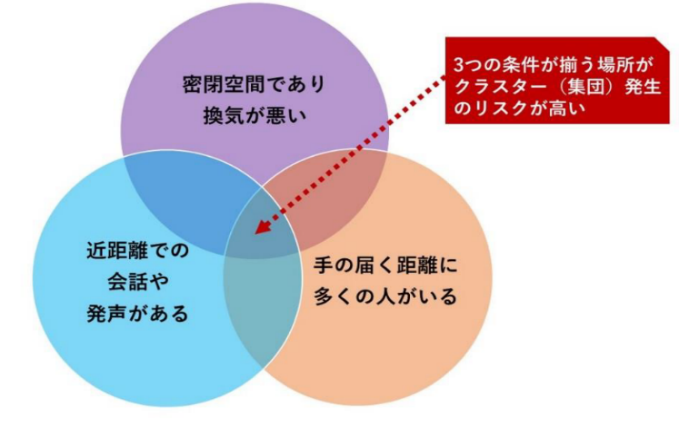 密閉空間であり
換気が悪い
3つの条件が揃う場所が
クラスター（集団）発生
のリスクが高い
近距離での
会話や
発声がある
手の届く距離に
多くの人がいる